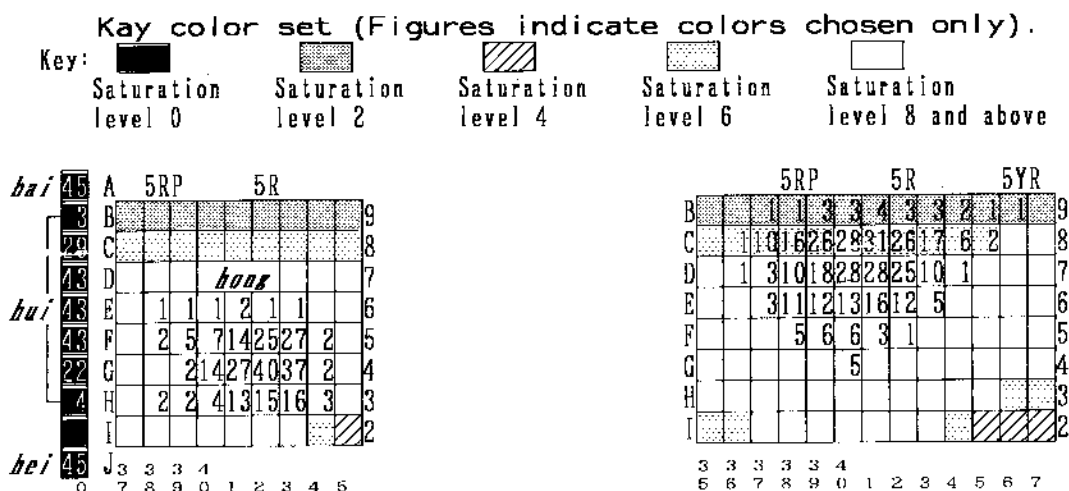 Kay color set (Figures indicate colors chosen only).
Key:
Saturation level 0
Saturation level 2
Saturation level 4
Saturation level 6
Saturation level 8 and above
bai 45 A 5RP 5R
3 B 9
29 C 8
43 D hong 7
hui 43 E 1 1 1 2 1 1 6
43 F 2 5 7 14 25 27 2 5
22 G 2 14 27 40 37 2 4
4 H 2 2 4 13 15 16 3 3
I 2
hei 45 J
3 3 3 4
0 7 8 9 0 1 2 3 4 5
5RP 5R 5YR
B 1 1 3 3 4 3 3 2 1 1 9
C 1 10 16 26 28 31 26 17 6 2 8
D 1 3 10 18 28 28 25 10 1 7
E 3 11 12 13 16 12 5 6
F 5 6 6 3 1 5
G 5 4
H 3
I 2
3 3 3 3 3 4
5 6 7 8 9 0 1 2 3 4 5 6 7